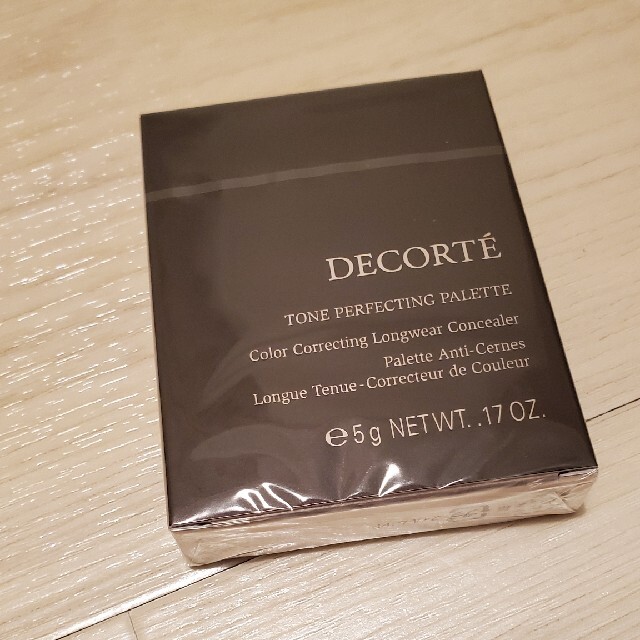 DECORTÉ
TONE PERFECTING PALETTE
Color Correcting Longwear Concealer
Palette Anti-Cernes
Longue Tenue-Correcteur de Couleur
℮5g NET WT. .17 OZ.